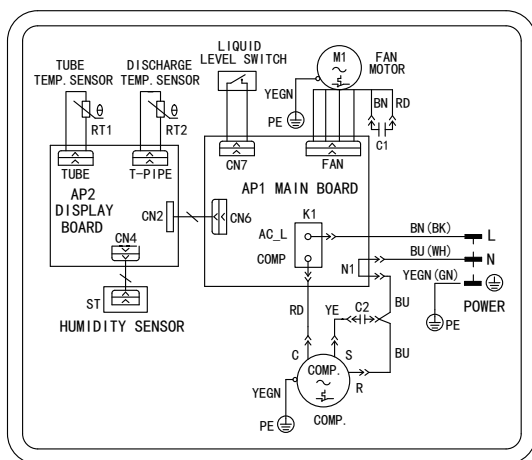 TUBE
TEMP. SENSOR
DISCHARGE
TEMP. SENSOR
LIQUID
LEVEL SWITCH
M1
FAN
MOTOR
θ
RT1
θ
RT2
YEGN
PE
BN
RD
C1
TUBE
T-PIPE
CN7
FAN
AP2
DISPLAY
BOARD
AP1 MAIN BOARD
CN2
CN6
K1
CN4
AC_L
BN(BK)
L
COMP
BU(WH)
N
N1
YEGN(GN)
ST
POWER
HUMIDITY SENSOR
RD
YE
C2
BU
PE
C
S
BU
COMP.
R
YEGN
PE
COMP.